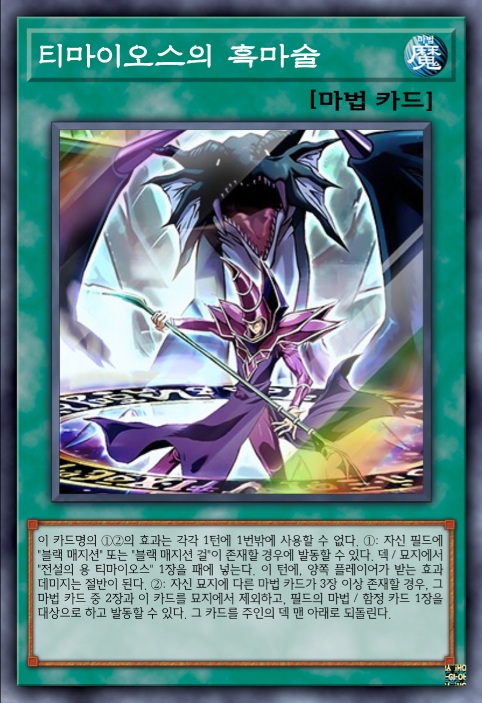 티마이오스의 흑마술
마법
魔
[마법 카드]
이 카드명의 ①②의 효과는 각각 1턴에 1번밖에 사용할 수 없다. ①: 자신 필드에
"블랙 매지션" 또는 "블랙 매지션 걸"이 존재할 경우에 발동할 수 있다. 덱 / 묘지에서
"전설의 용 티마이오스" 1장을 패에 넣는다. 이 턴에, 양쪽 플레이어가 받는 효과
데미지는 절반이 된다. ②: 자신 묘지에 다른 마법 카드가 3장 이상 존재할 경우, 그
마법 카드 중 2장과 이 카드를 묘지에서 제외하고, 필드의 마법 / 함정 카드 1장을
대상으로 하고 발동할 수 있다. 그 카드를 주인의 덱 맨 아래로 되돌린다.